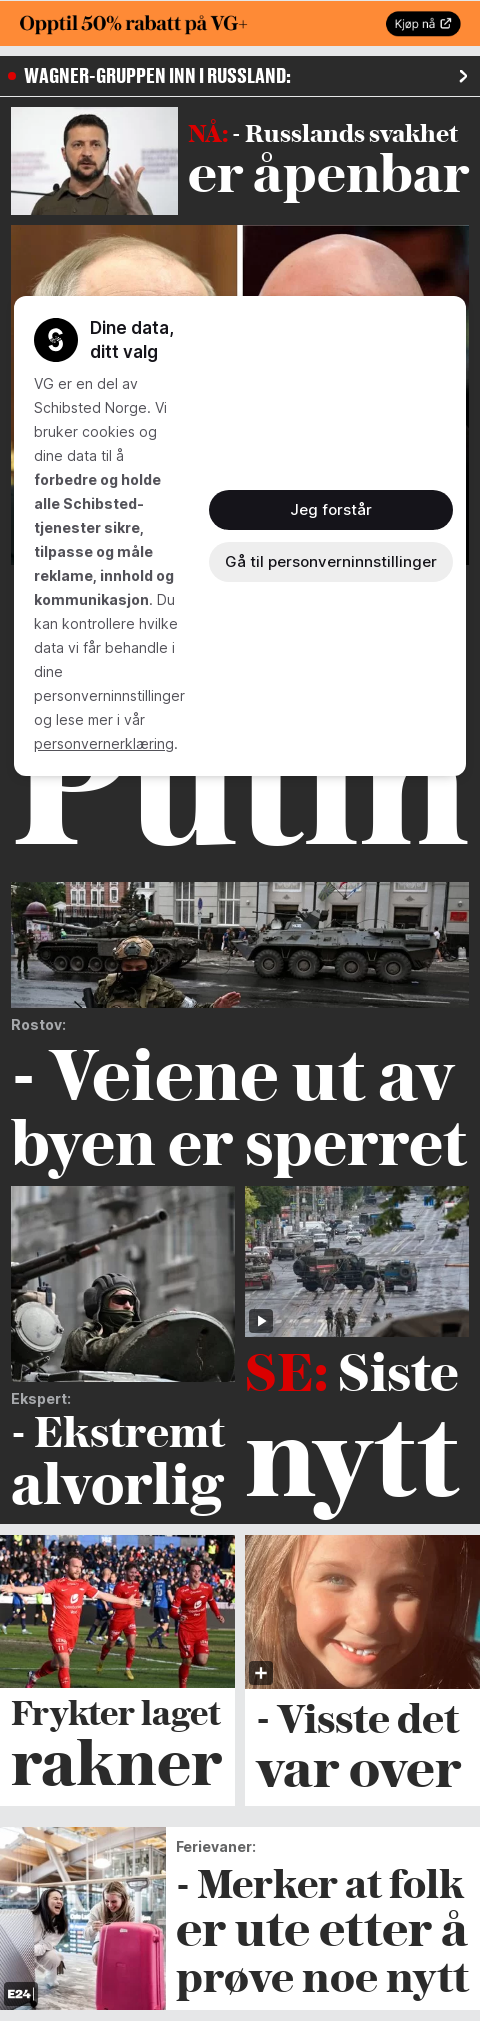 Opptil 50% rabatt på VG+
Kjøp nå
WAGNER-GRUPPEN INN I RUSSLAND:
NÅ: - Russlands svakhet
er åpenbar
Dine data,
ditt valg
VG er en del av
Schibsted Norge. Vi
bruker cookies og
dine data til å
forbedre og holde
alle Schibsted-
tjenester sikre,
tilpasse og måle
reklame, innhold og
kommunikasjon. Du
kan kontrollere hvilke
data vi får behandle i
dine
personverninnstillinger
og lese mer i vår
personvernerklæring.
Jeg forstår
Gå til personverninnstillinger
Putin
Rostov:
- Veiene ut av
byen er sperret
Ekspert:
- Ekstremt
alvorlig
SE: Siste
nytt
Frykter laget
rakner
- Visste det
var over
E24
Ferievaner:
- Merker at folk
er ute etter å
prøve noe nytt